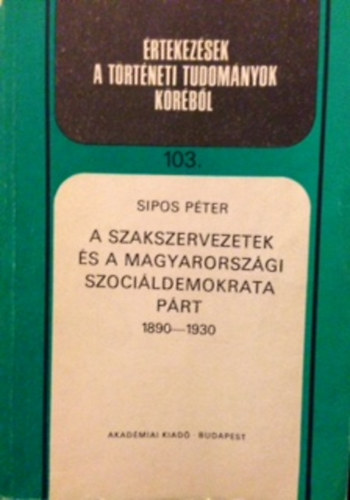 ÉRTEKEZÉSEK
A TÖRTÉNETI TUDOMÁNYOK
KÖRÉBŐL
103.
SIPOS PÉTER
A SZAKSZERVEZETEK
ÉS A MAGYARORSZÁGI
SZOCIÁLDEMOKRATA
PÁRT
1890—1930
AKADÉMIAI KIADÓ · BUDAPEST